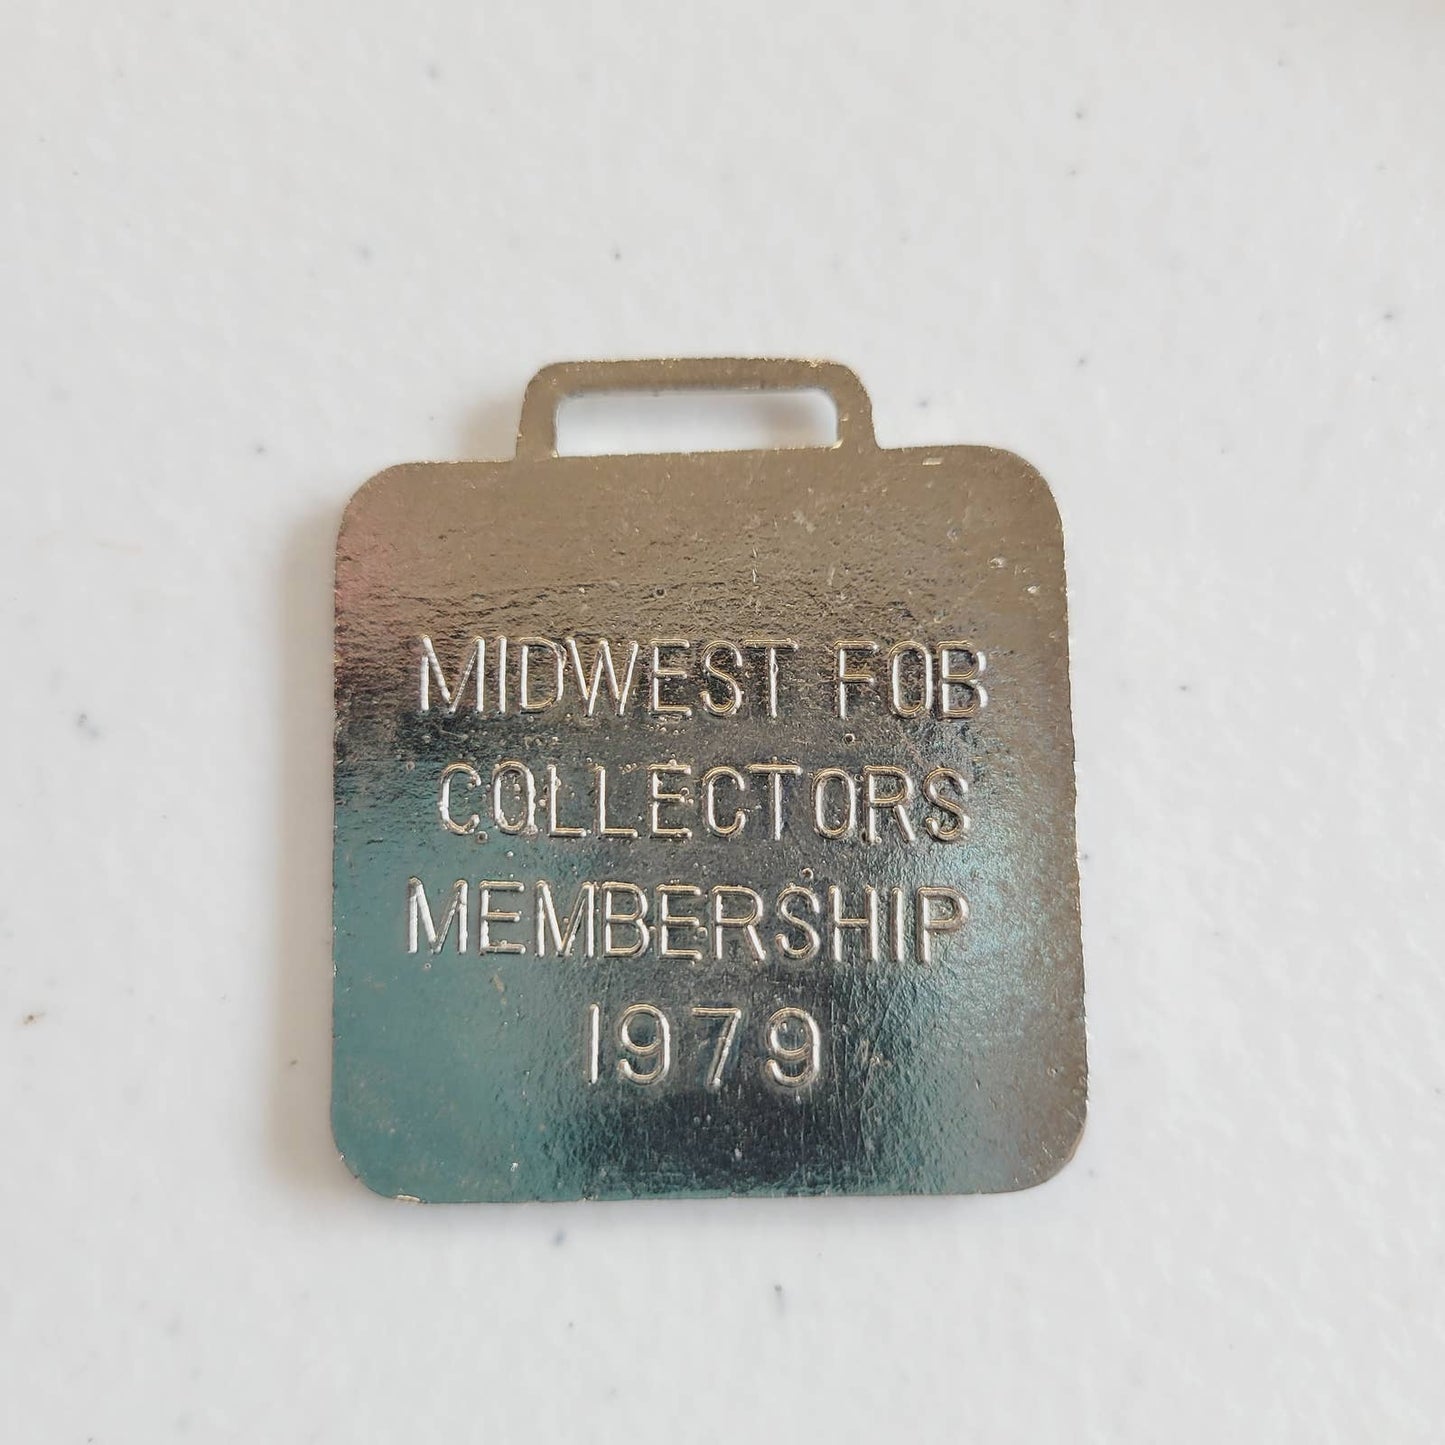 MIDWEST FOB
COLLECTORS
MEMBERSHIP
1979